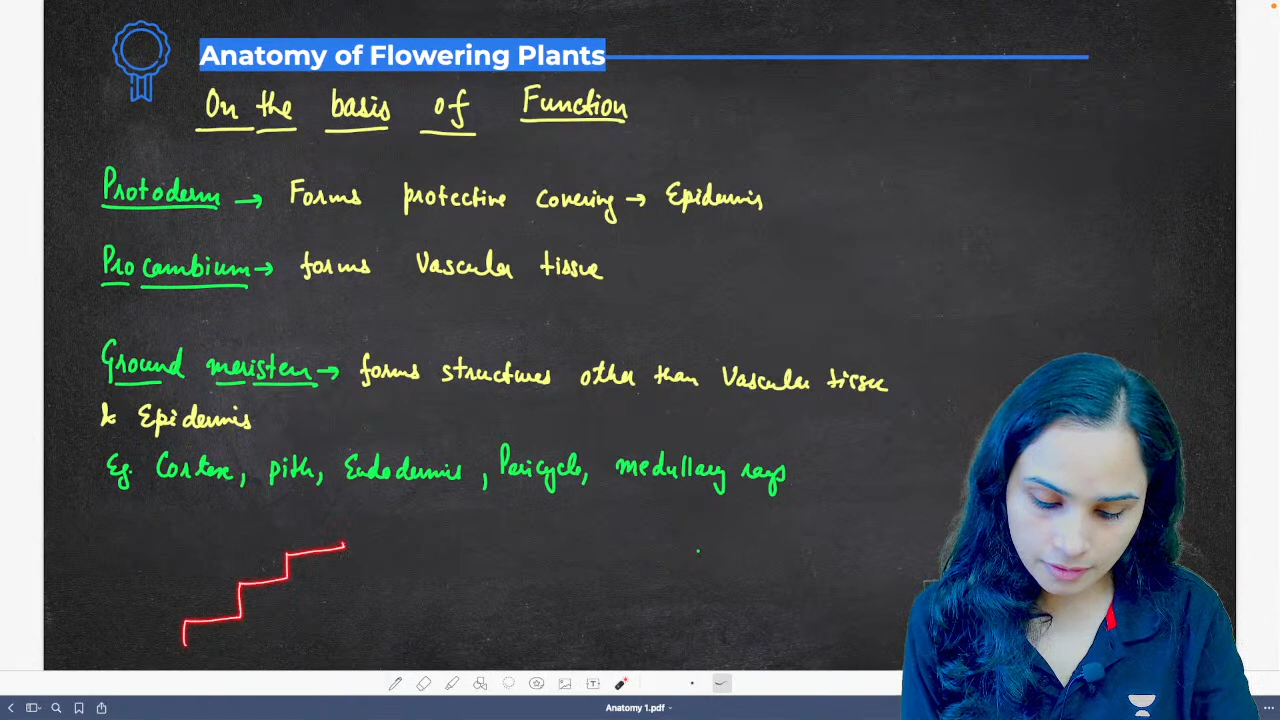 Anatomy of Flowering Plants
On the basis of Function
Protoderm → Forms protective covering → Epidermis
Procambium → forms Vascular tissue
Ground meristem → forms structures other than Vascular tissue
& Epidermis
Eg. Cortex, pith, Endodermis, Pericycle, medullary rays
Anatomy 1.pdf